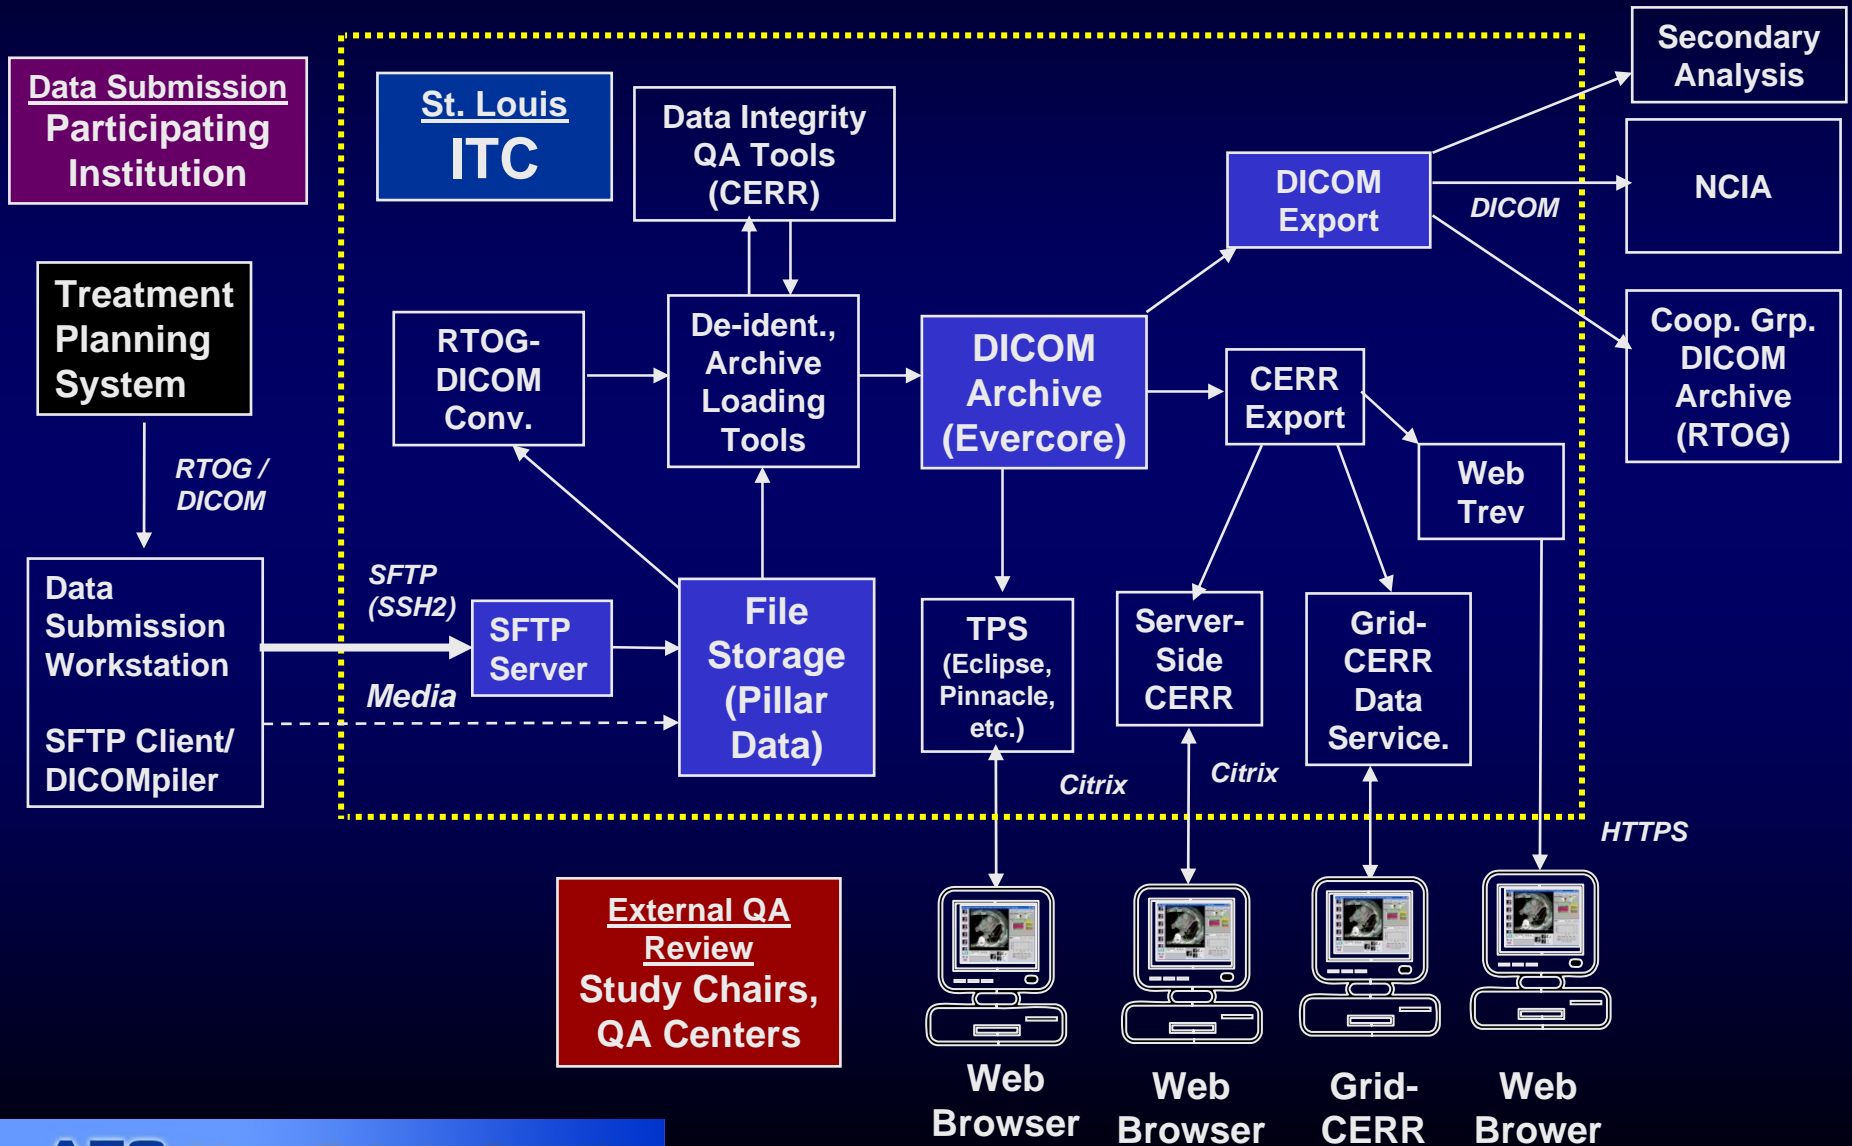 Data Submission
Participating
Institution
St. Louis
ITC
Data Integrity
QA Tools
(CERR)
Secondary
Analysis
DICOM
Export
DICOM
NCIA
Treatment
Planning
System
RTOG-
DICOM
Conv.
De-ident.,
Archive
Loading
Tools
DICOM
Archive
(Evercore)
CERR
Export
Coop. Grp.
DICOM
Archive
(RTOG)
Web
Trev
RTOG /
DICOM
Data
Submission
Workstation
SFTP Client/
DICOMpiler
SFTP
(SSH2)
SFTP
Server
Media
File
Storage
(Pillar
Data)
TPS
(Eclipse,
Pinnacle,
etc.)
Server-
Side
CERR
Grid-
CERR
Data
Service.
Citrix
Citrix
HTTPS
External QA
Review
Study Chairs,
QA Centers
Web
Browser
Web
Browser
Grid-
CERR
Web
Brower